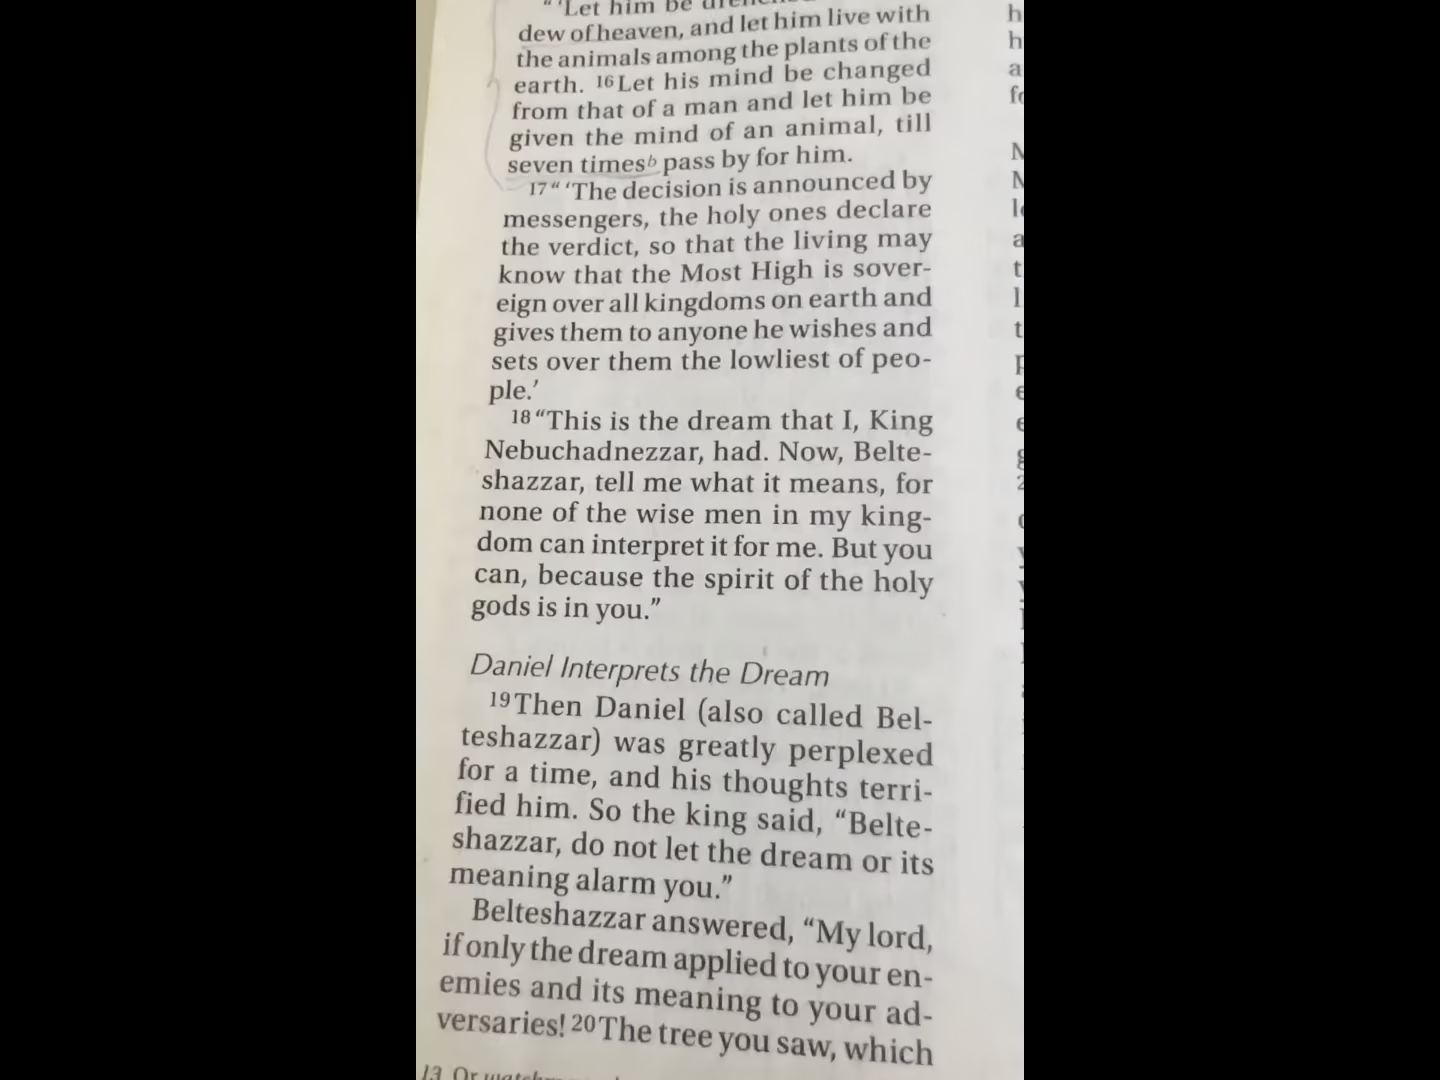 “ ‘Let him be
dew of heaven, and let him live with
the animals among the plants of the
earth. 16 Let his mind be changed
from that of a man and let him be
given the mind of an animal, till
seven times b pass by for him.
17 “ ‘The decision is announced by
messengers, the holy ones declare
the verdict, so that the living may
know that the Most High is sover-
eign over all kingdoms on earth and
gives them to anyone he wishes and
sets over them the lowliest of peo-
ple.’
18 “This is the dream that I, King
Nebuchadnezzar, had. Now, Belte-
shazzar, tell me what it means, for
none of the wise men in my king-
dom can interpret it for me. But you
can, because the spirit of the holy
gods is in you.”
Daniel Interprets the Dream
19 Then Daniel (also called Bel-
teshazzar) was greatly perplexed
for a time, and his thoughts terri-
fied him. So the king said, “Belte-
shazzar, do not let the dream or its
meaning alarm you.”
Belteshazzar answered, “My lord,
if only the dream applied to your en-
emies and its meaning to your ad-
versaries! 20 The tree you saw, which
13 Or